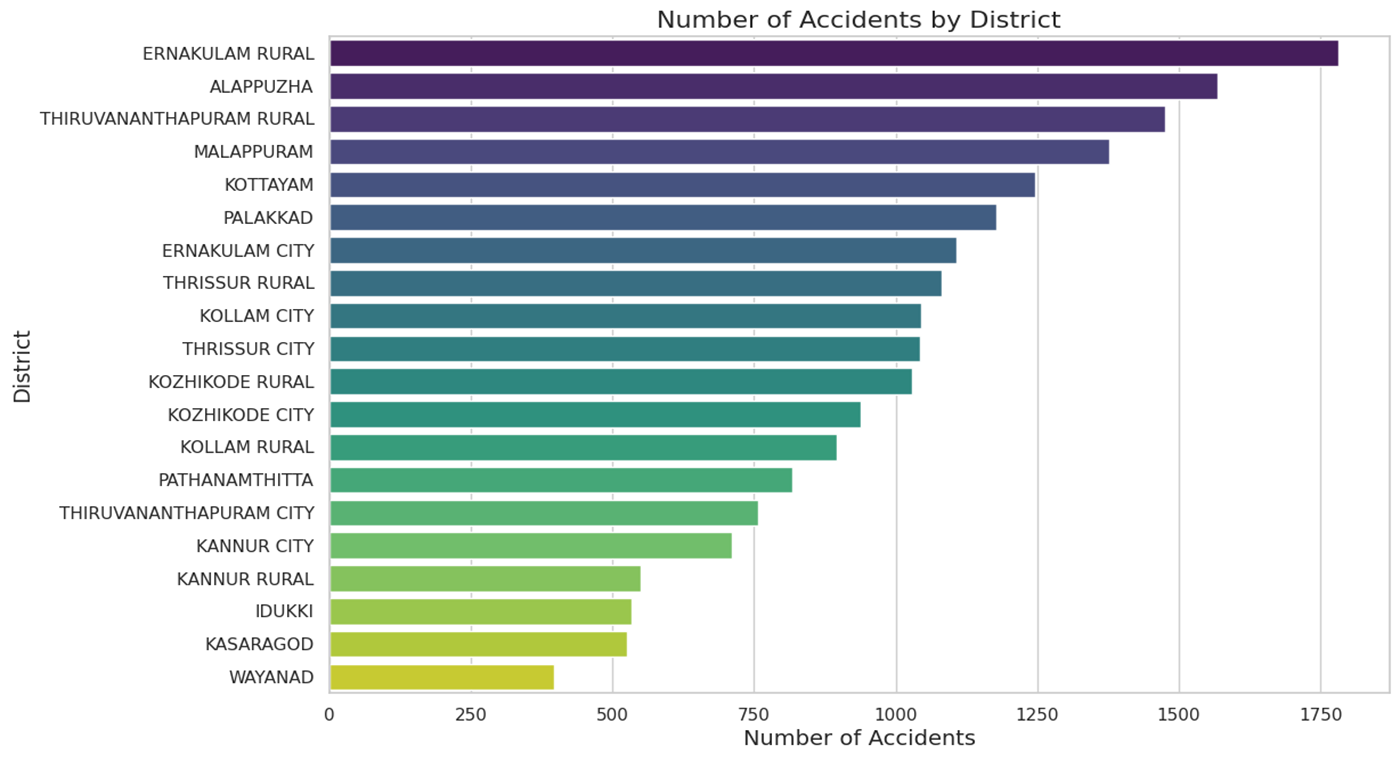 Number of Accidents by District
ERNAKULAM RURAL
ALAPPUZHA
THIRUVANANTHAPURAM RURAL
MALAPPURAM
KOTTAYAM
PALAKKAD
ERNAKULAM CITY
THRISSUR RURAL
KOLLAM CITY
THRISSUR CITY
KOZHIKODE RURAL
KOZHIKODE CITY
KOLLAM RURAL
PATHANAMTHITTA
THIRUVANANTHAPURAM CITY
KANNUR CITY
KANNUR RURAL
IDUKKI
KASARAGOD
WAYANAD
District
0 250 500 750 1000 1250 1500 1750
Number of Accidents